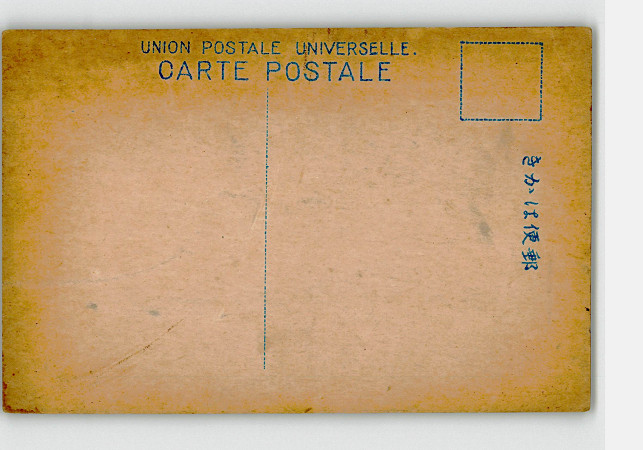 UNION POSTALE UNIVERSELLE.
CARTE POSTALE
きかは便郵